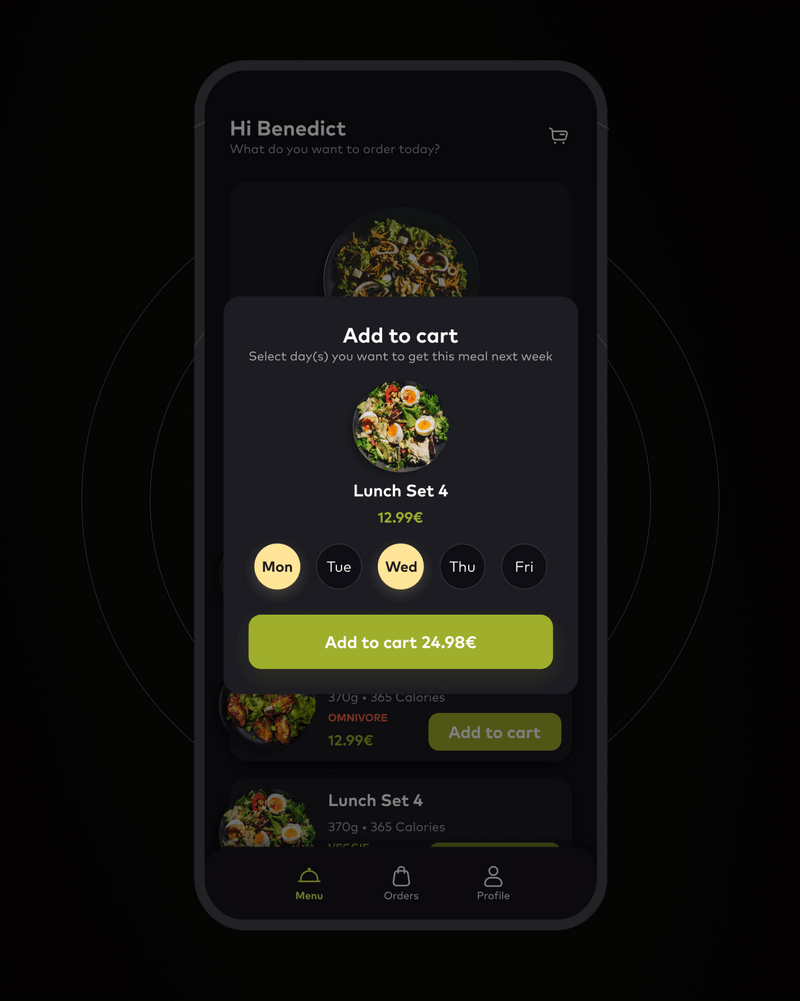 Hi Benedict
What do you want to order today?
Add to cart
Select day(s) you want to get this meal next week
Lunch Set 4
12.99€
Mon Tue Wed Thu Fri
Add to cart 24.98€
370g • 365 Calories
OMNIVORE
12.99€
Add to cart
Lunch Set 4
370g • 365 Calories
VEGGIE
Menu Orders Profile